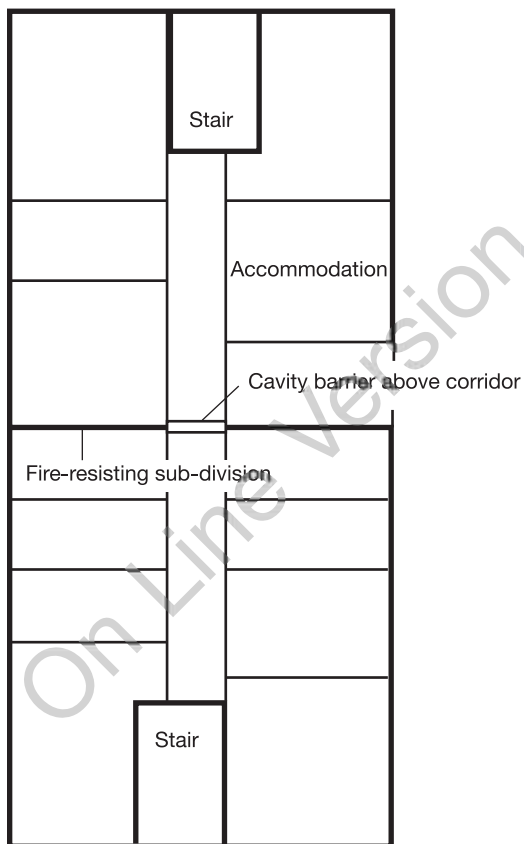 Stair
Accommodation
Cavity barrier above corridor
Fire-resisting sub-division
Stair
On Line Version